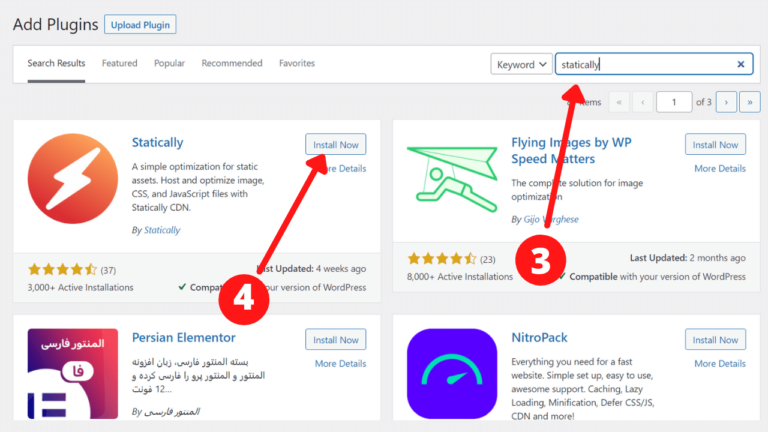 Add Plugins Upload Plugin
Search Results Featured Popular Recommended Favorites Keyword statically ×
items « ‹ 1 of 3 › »
Statically
Install Now
More Details
A simple optimization for static
assets. Host and optimize image,
CSS, and JavaScript files with
Statically CDN.
By Statically
(37)
Last Updated: 4 weeks ago
3,000+ Active Installations
Compatible with your version of WordPress
4
Flying Images by WP
Speed Matters
Install Now
More Details
The complete solution for image
optimization
By Gijo Varghese
(23)
Last Updated: 2 months ago
8,000+ Active Installations
Compatible with your version of WordPress
3
المنتور فارسی
فا
Persian Elementor
Install Now
More Details
بسته المنتور فارسی، زبان افزونه
المنتور و المنتور پرو را فارسی کرده و
12 فونت...
By المنتور فارسی
NitroPack
Install Now
More Details
Everything you need for a fast
website. Simple set up, easy to use,
awesome support. Caching, Lazy
Loading, Minification, Defer CSS/JS,
CDN and more!